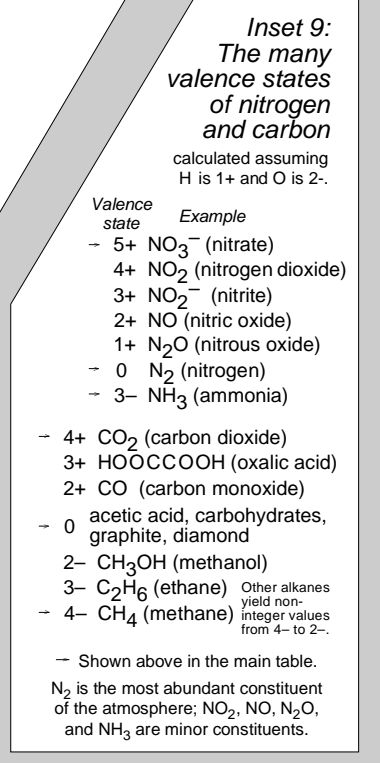 Inset 9:
The many
valence states
of nitrogen
and carbon
calculated assuming
H is 1+ and O is 2-.
Valence state Example
→ 5+ NO₃⁻ (nitrate)
4+ NO₂ (nitrogen dioxide)
3+ NO₂⁻ (nitrite)
2+ NO (nitric oxide)
1+ N₂O (nitrous oxide)
→ 0 N₂ (nitrogen)
→ 3– NH₃ (ammonia)
→ 4+ CO₂ (carbon dioxide)
3+ HOOCCOOH (oxalic acid)
2+ CO (carbon monoxide)
→ 0 acetic acid, carbohydrates,
graphite, diamond
2– CH₃OH (methanol)
3– C₂H₆ (ethane)
→ 4– CH₄ (methane)
Other alkanes
yield non-
integer values
from 4– to 2–.
→ Shown above in the main table.
N₂ is the most abundant constituent
of the atmosphere; NO₂, NO, N₂O,
and NH₃ are minor constituents.